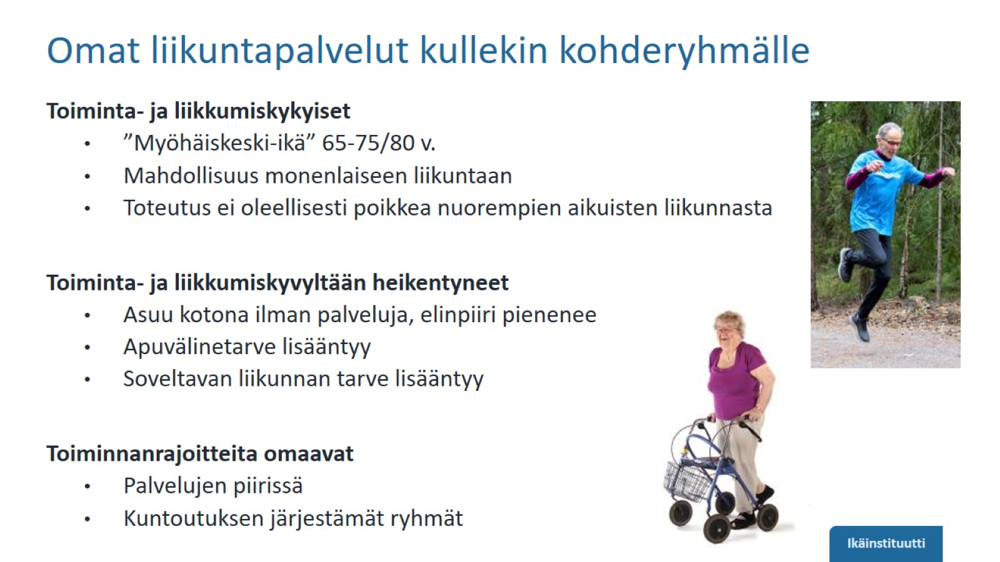 Omat liikuntapalvelut kullekin kohderyhmälle
Toiminta- ja liikkumiskykyiset
• ”Myöhäiskeski-ikä” 65-75/80 v.
• Mahdollisuus monenlaiseen liikuntaan
• Toteutus ei oleellisesti poikkea nuorempien aikuisten liikunnasta
Toiminta- ja liikkumiskyvyltään heikentyneet
• Asuu kotona ilman palveluja, elinpiiri pienenee
• Apuvälinetarve lisääntyy
• Soveltavan liikunnan tarve lisääntyy
Toiminnanrajoitteita omaavat
• Palvelujen piirissä
• Kuntoutuksen järjestämät ryhmät
Ikäinstituutti